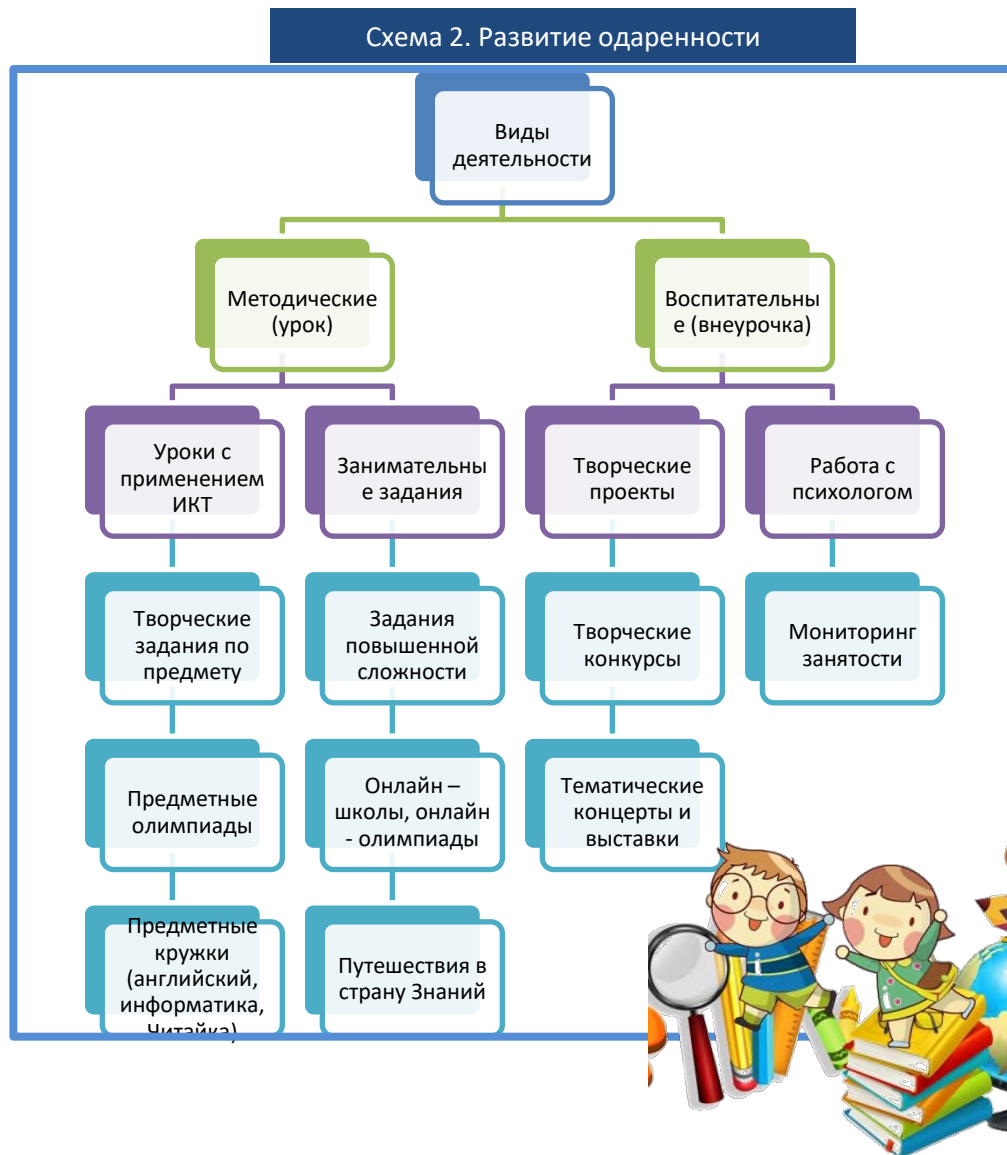 Схема 2. Развитие одаренности
Виды
деятельности
Методические
(урок)
Воспитательны
е (внеурочка)
Уроки с
применением
ИКТ
Занимательны
е задания
Творческие
проекты
Работа с
психологом
Творческие
задания по
предмету
Задания
повышенной
сложности
Творческие
конкурсы
Мониторинг
занятости
Предметные
олимпиады
Онлайн –
школы, онлайн
- олимпиады
Тематические
концерты и
выставки
Предметные
кружки
(английский,
информатика,
Читайка)
Путешествия в
страну Знаний